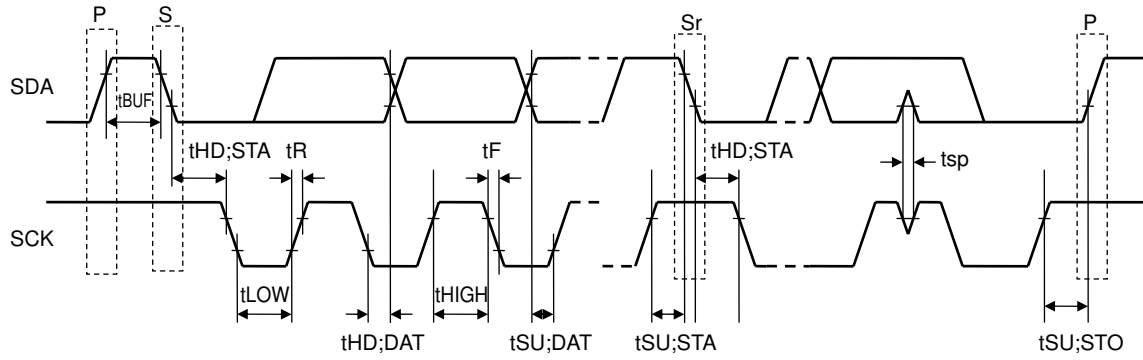 P S Sr P
SDA
tBUF
tHD;STA tR tF tHD;STA
tsp
SCK
tLOW tHIGH
tHD;DAT tSU;DAT tSU;STA tSU;STO